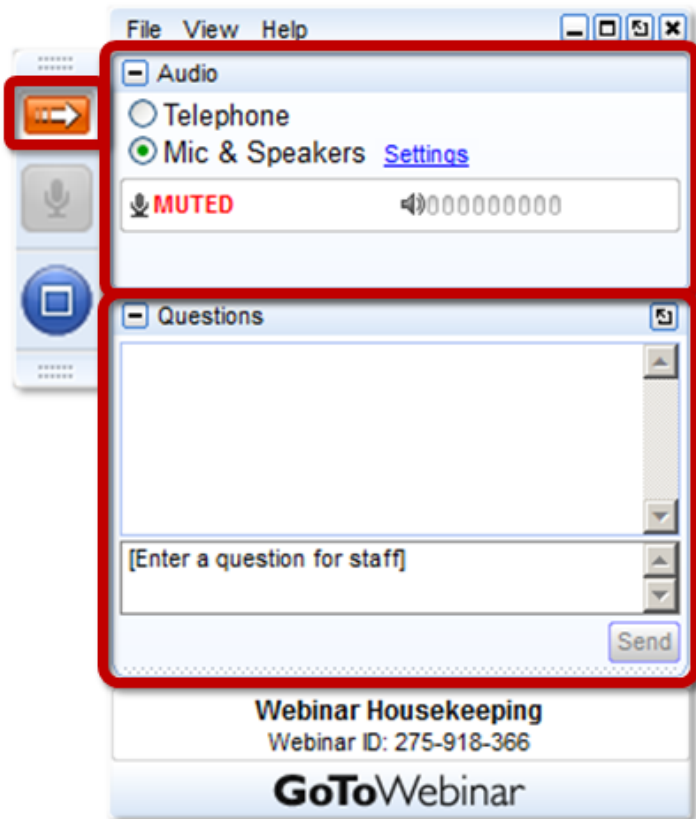 File View Help
Audio
Telephone
Mic & Speakers Settings
MUTED
Questions
[Enter a question for staff]
Send
Webinar Housekeeping
Webinar ID: 275-918-366
GoToWebinar